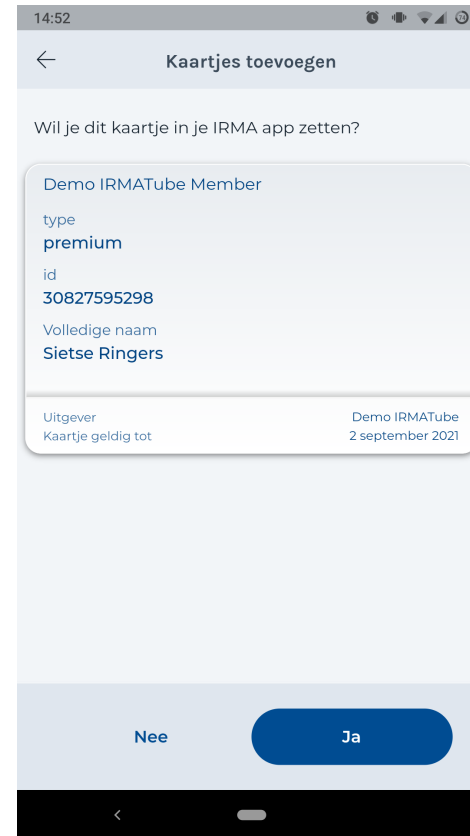 14:52
74
Kaartjes toevoegen
Wil je dit kaartje in je IRMA app zetten?
Demo IRMATube Member
type
premium
id
30827595298
Volledige naam
Sietse Ringers
Uitgever Demo IRMATube
Kaartje geldig tot 2 september 2021
Nee Ja